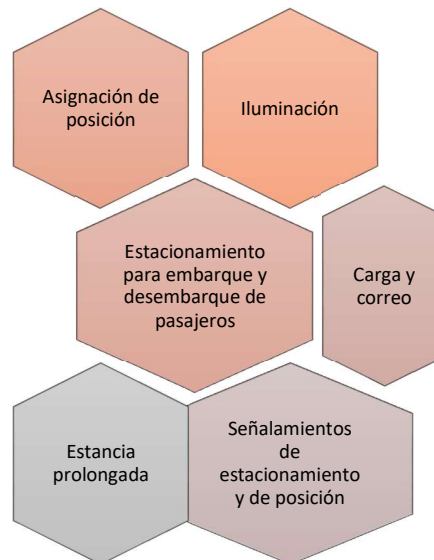 Asignación de
posición
Iluminación
Estacionamiento
para embarque y
desembarque de
pasajeros
Carga y
correo
Estancia
prolongada
Señalamientos
de
estacionamiento
y de posición